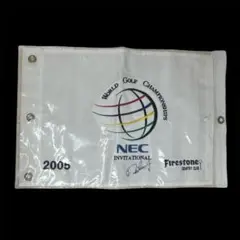 WORLD GOLF CHAMPIONSHIPS
NEC
INVITATIONAL
2005
Firestone